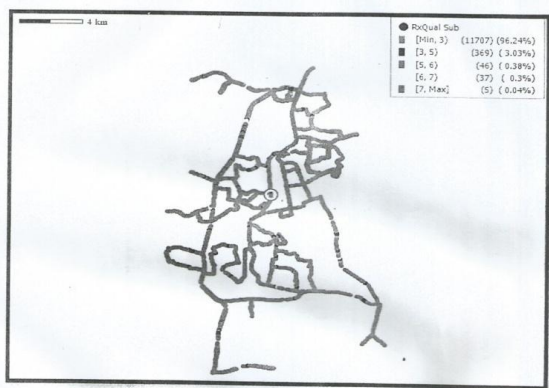 4 km
RxQual Sub
[Min, 3) (11707) (96.24%)
[3, 5) (369) ( 3.03%)
[5, 6) (46) ( 0.38%)
[6, 7) (37) ( 0.3%)
[7, Max] (5) ( 0.04%)